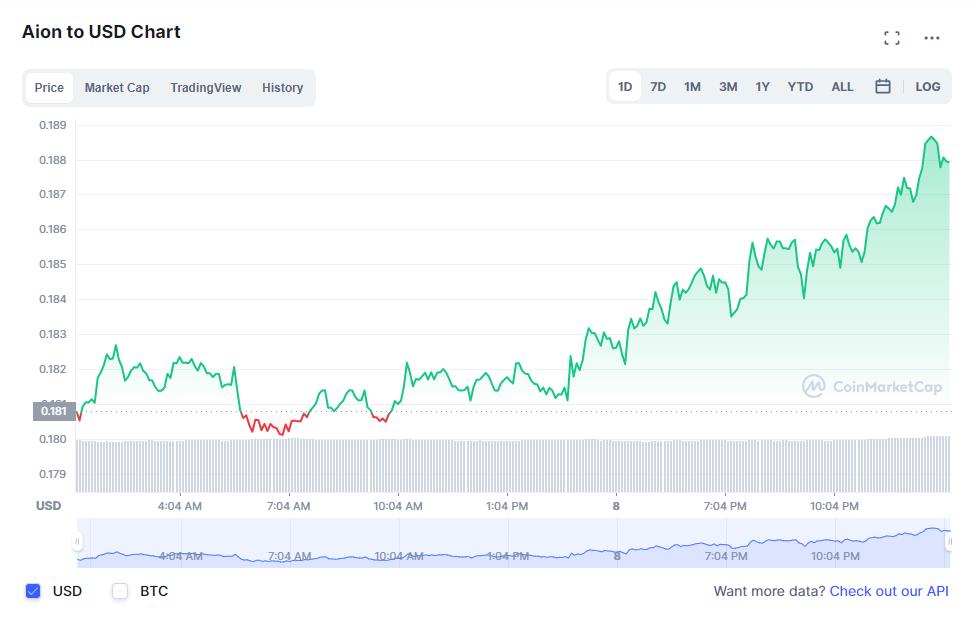 Aion to USD Chart
Price Market Cap TradingView History
1D 7D 1M 3M 1Y YTD ALL LOG
0.189
0.188
0.187
0.186
0.185
0.184
0.183
0.182
0.181
0.181
0.180
0.179
CoinMarketCap
USD 4:04 AM 7:04 AM 10:04 AM 1:04 PM 8 7:04 PM 10:04 PM
4:04 AM 7:04 AM 10:04 AM 1:04 PM 8 7:04 PM 10:04 PM
USD BTC
Want more data? Check out our API